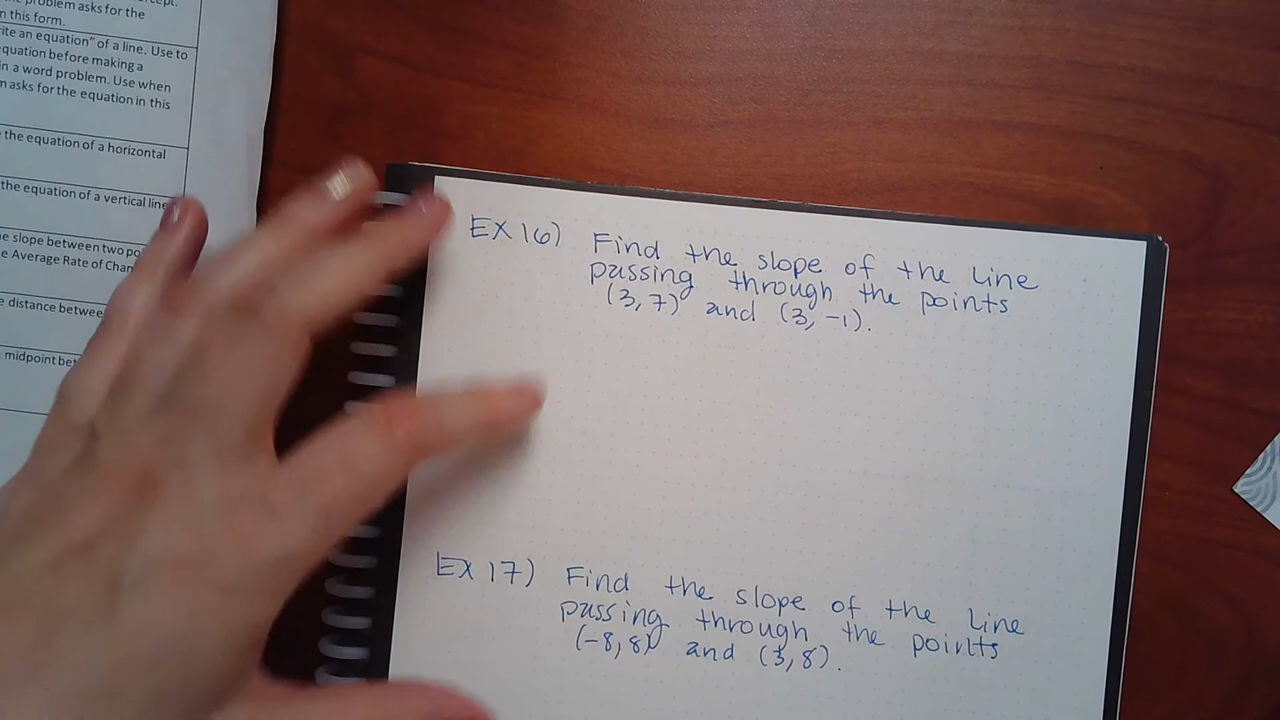 problem asks for the
n this form.
ite an equation" of a line. Use to
equation before making a
in a word problem. Use when
m asks for the equation in this
the equation of a horizontal
the equation of a vertical line
e slope between two po
e Average Rate of Chan
e distance betwee
midpoint bet
EX 16) Find the slope of the line
passing through the points
(3, 7) and (3, -1).
EX 17) Find the slope of the line
passing through the points
(-8, 8) and (3, 8).